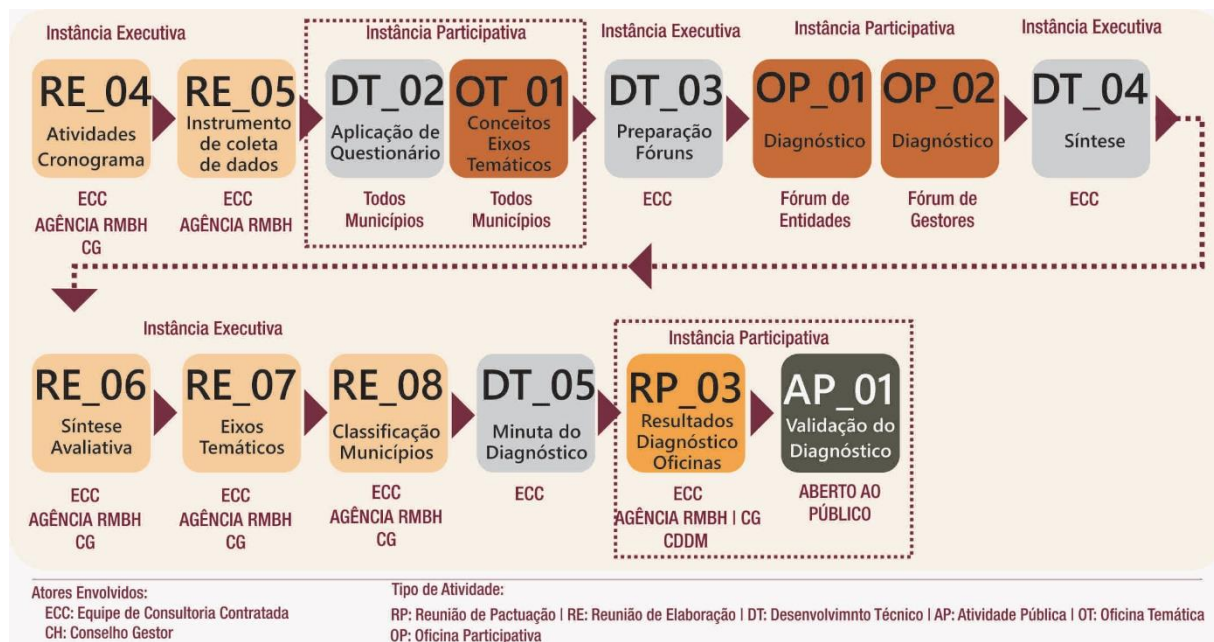 Instância Executiva
Instância Participativa
Instância Executiva
Instância Participativa
Instância Executiva
RE_04
Atividades
Cronograma
ECC
AGÊNCIA RMBH
CG
RE_05
Instrumento
de coleta
de dados
ECC
AGÊNCIA RMBH
DT_02
Aplicação de
Questionário
Todos
Municípios
OT_01
Conceitos
Eixos
Temáticos
Todos
Municípios
DT_03
Preparação
Fóruns
ECC
OP_01
Diagnóstico
Fórum de
Entidades
OP_02
Diagnóstico
Fórum de
Gestores
DT_04
Síntese
ECC
Instância Executiva
Instância Participativa
RE_06
Síntese
Avaliativa
ECC
AGÊNCIA RMBH
CG
RE_07
Eixos
Temáticos
ECC
AGÊNCIA RMBH
CG
RE_08
Classificação
Municípios
ECC
AGÊNCIA RMBH
CG
DT_05
Minuta do
Diagnóstico
ECC
RP_03
Resultados
Diagnóstico
Oficinas
ECC
AGÊNCIA RMBH | CG
CDDM
AP_01
Validação do
Diagnóstico
ABERTO AO
PÚBLICO
Atores Envolvidos:
ECC: Equipe de Consultoria Contratada
CH: Conselho Gestor
Tipo de Atividade:
RP: Reunião de Pactuação | RE: Reunião de Elaboração | DT: Desenvolvimnto Técnico | AP: Atividade Pública | OT: Oficina Temática
OP: Oficina Participativa